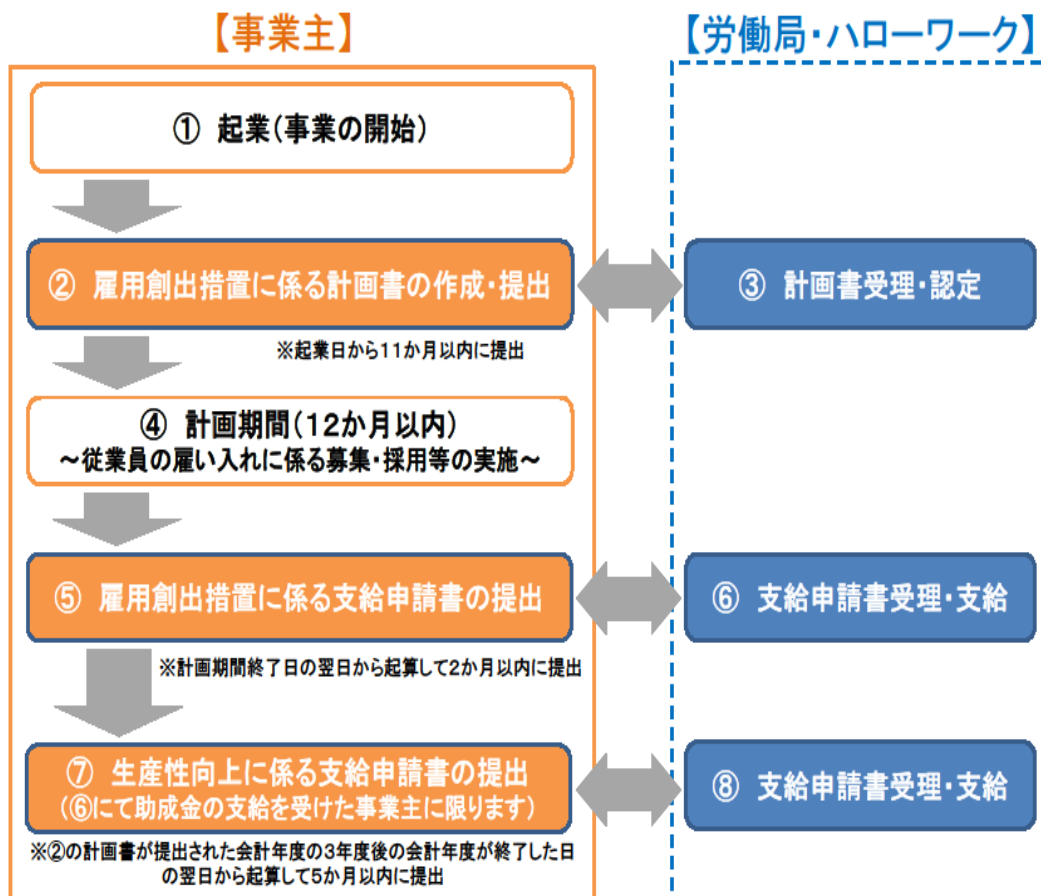 【事業主】
【労働局・ハローワーク】
① 起業(事業の開始)
② 雇用創出措置に係る計画書の作成・提出
③ 計画書受理・認定
※起業日から11か月以内に提出
④ 計画期間(12か月以内)
~従業員の雇い入れに係る募集・採用等の実施~
⑤ 雇用創出措置に係る支給申請書の提出
⑥ 支給申請書受理・支給
※計画期間終了日の翌日から起算して2か月以内に提出
⑦ 生産性向上に係る支給申請書の提出
(⑥にて助成金の支給を受けた事業主に限ります)
⑧ 支給申請書受理・支給
※②の計画書が提出された会計年度の3年度後の会計年度が終了した日
の翌日から起算して5か月以内に提出